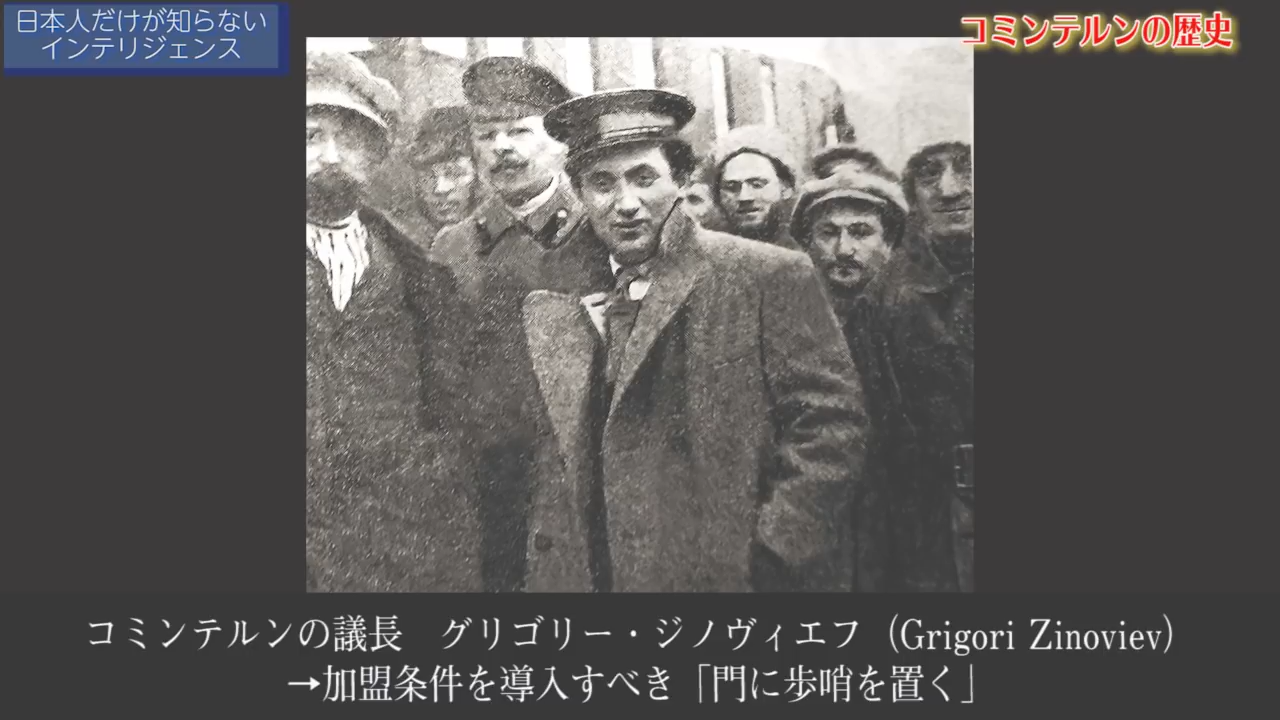 日本人だけが知らない
インテリジェンス
コミンテルンの歴史
コミンテルンの議長　グリゴリー・ジノヴィエフ（Grigori Zinoviev）
→加盟条件を導入すべき「門に歩哨を置く」